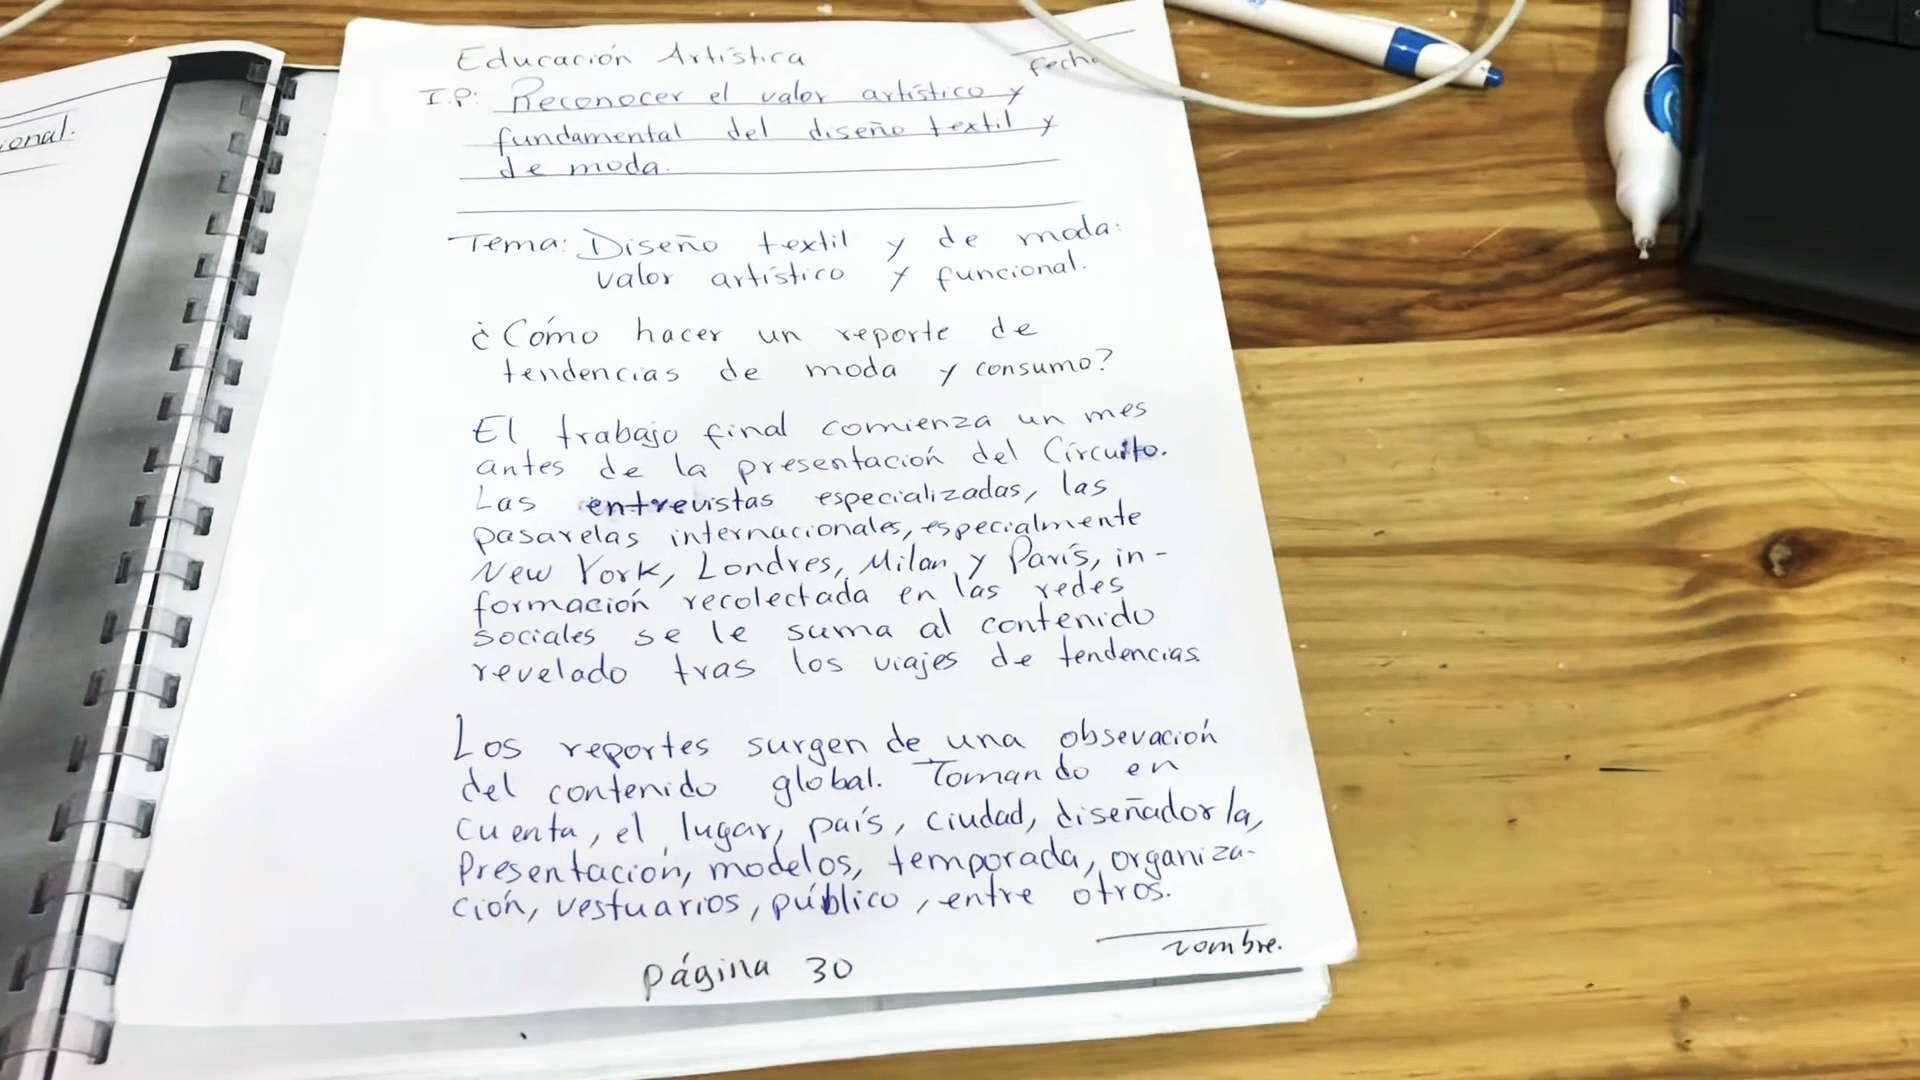 Educación Artística
fecha
I.P: Reconocer el valor artístico y
fundamental del diseño textil y
de moda.
Tema: Diseño textil y de moda:
valor artístico y funcional.
¿Cómo hacer un reporte de
tendencias de moda y consumo?
El trabajo final comienza un mes
antes de la presentación del Círcuito.
Las entrevistas especializadas, las
pasarelas internacionales, especialmente
New York, Londres, Milan y París, in-
formación recolectada en las redes
sociales se le suma al contenido
revelado tras los viajes de tendencias
Los reportes surgen de una obsevación
del contenido global. Tomando en
cuenta, el lugar, país, ciudad, diseñador/a,
Presentación, modelos, temporada, organiza-
ción, vestuarios, público, entre otros.
nombre.
página 30